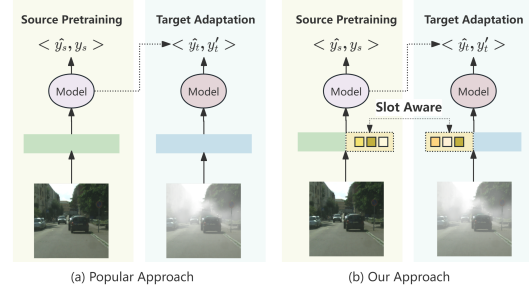 Source Pretraining Target Adaptation Source Pretraining Target Adaptation
< ŷs, ys > < ŷt, y′t > < ŷs, ys > < ŷt, y′t >
Model Model Model Model
Slot Aware
(a) Popular Approach (b) Our Approach